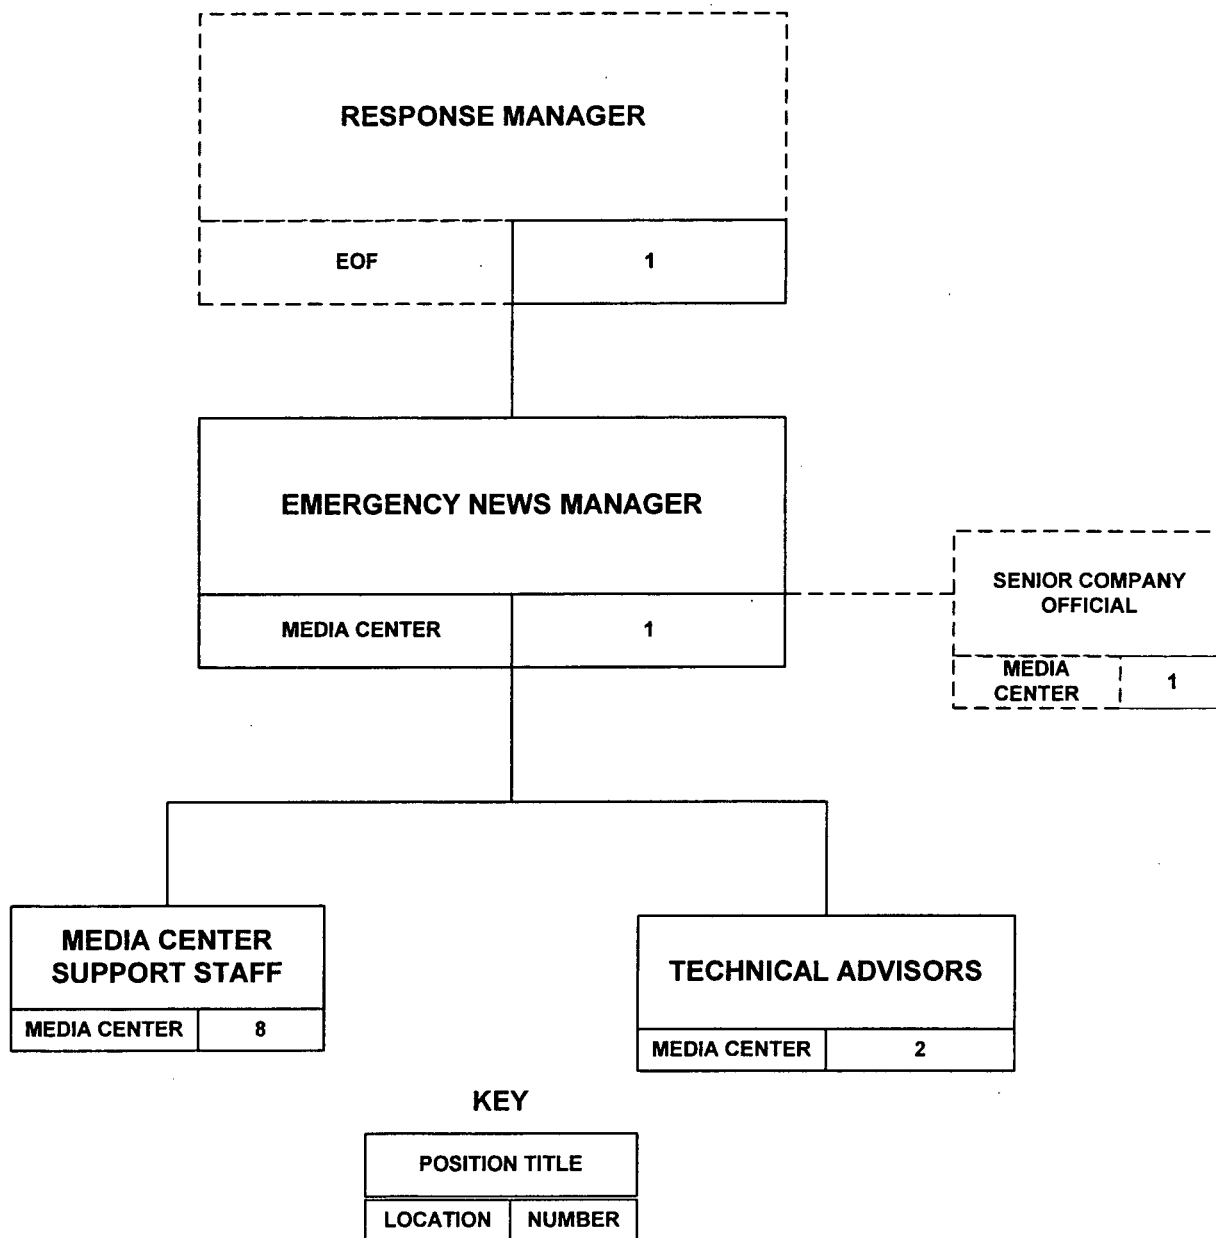 RESPONSE MANAGER
EOF
1
EMERGENCY NEWS MANAGER
MEDIA CENTER
1
SENIOR COMPANY
OFFICIAL
MEDIA
CENTER
1
MEDIA CENTER
SUPPORT STAFF
MEDIA CENTER
8
TECHNICAL ADVISORS
MEDIA CENTER
2
KEY
POSITION TITLE
LOCATION
NUMBER